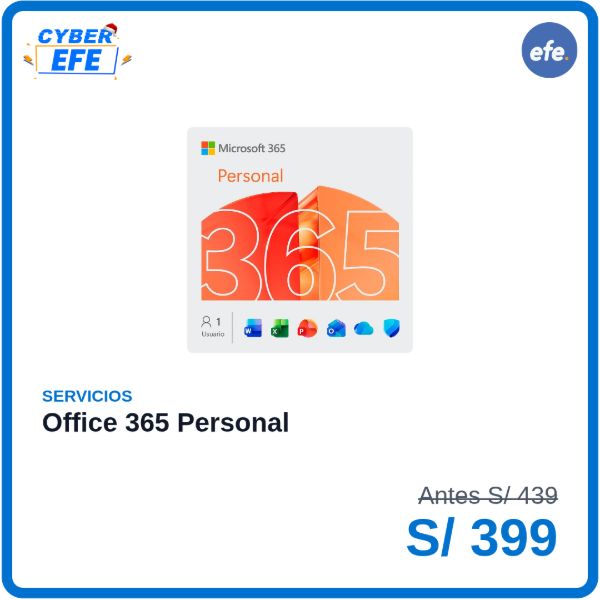 CYBER
EFE
efe.
Microsoft 365
Personal
365
1
Usuario
W
X
P
O
SERVICIOS
Office 365 Personal
Antes S/ 439
S/ 399